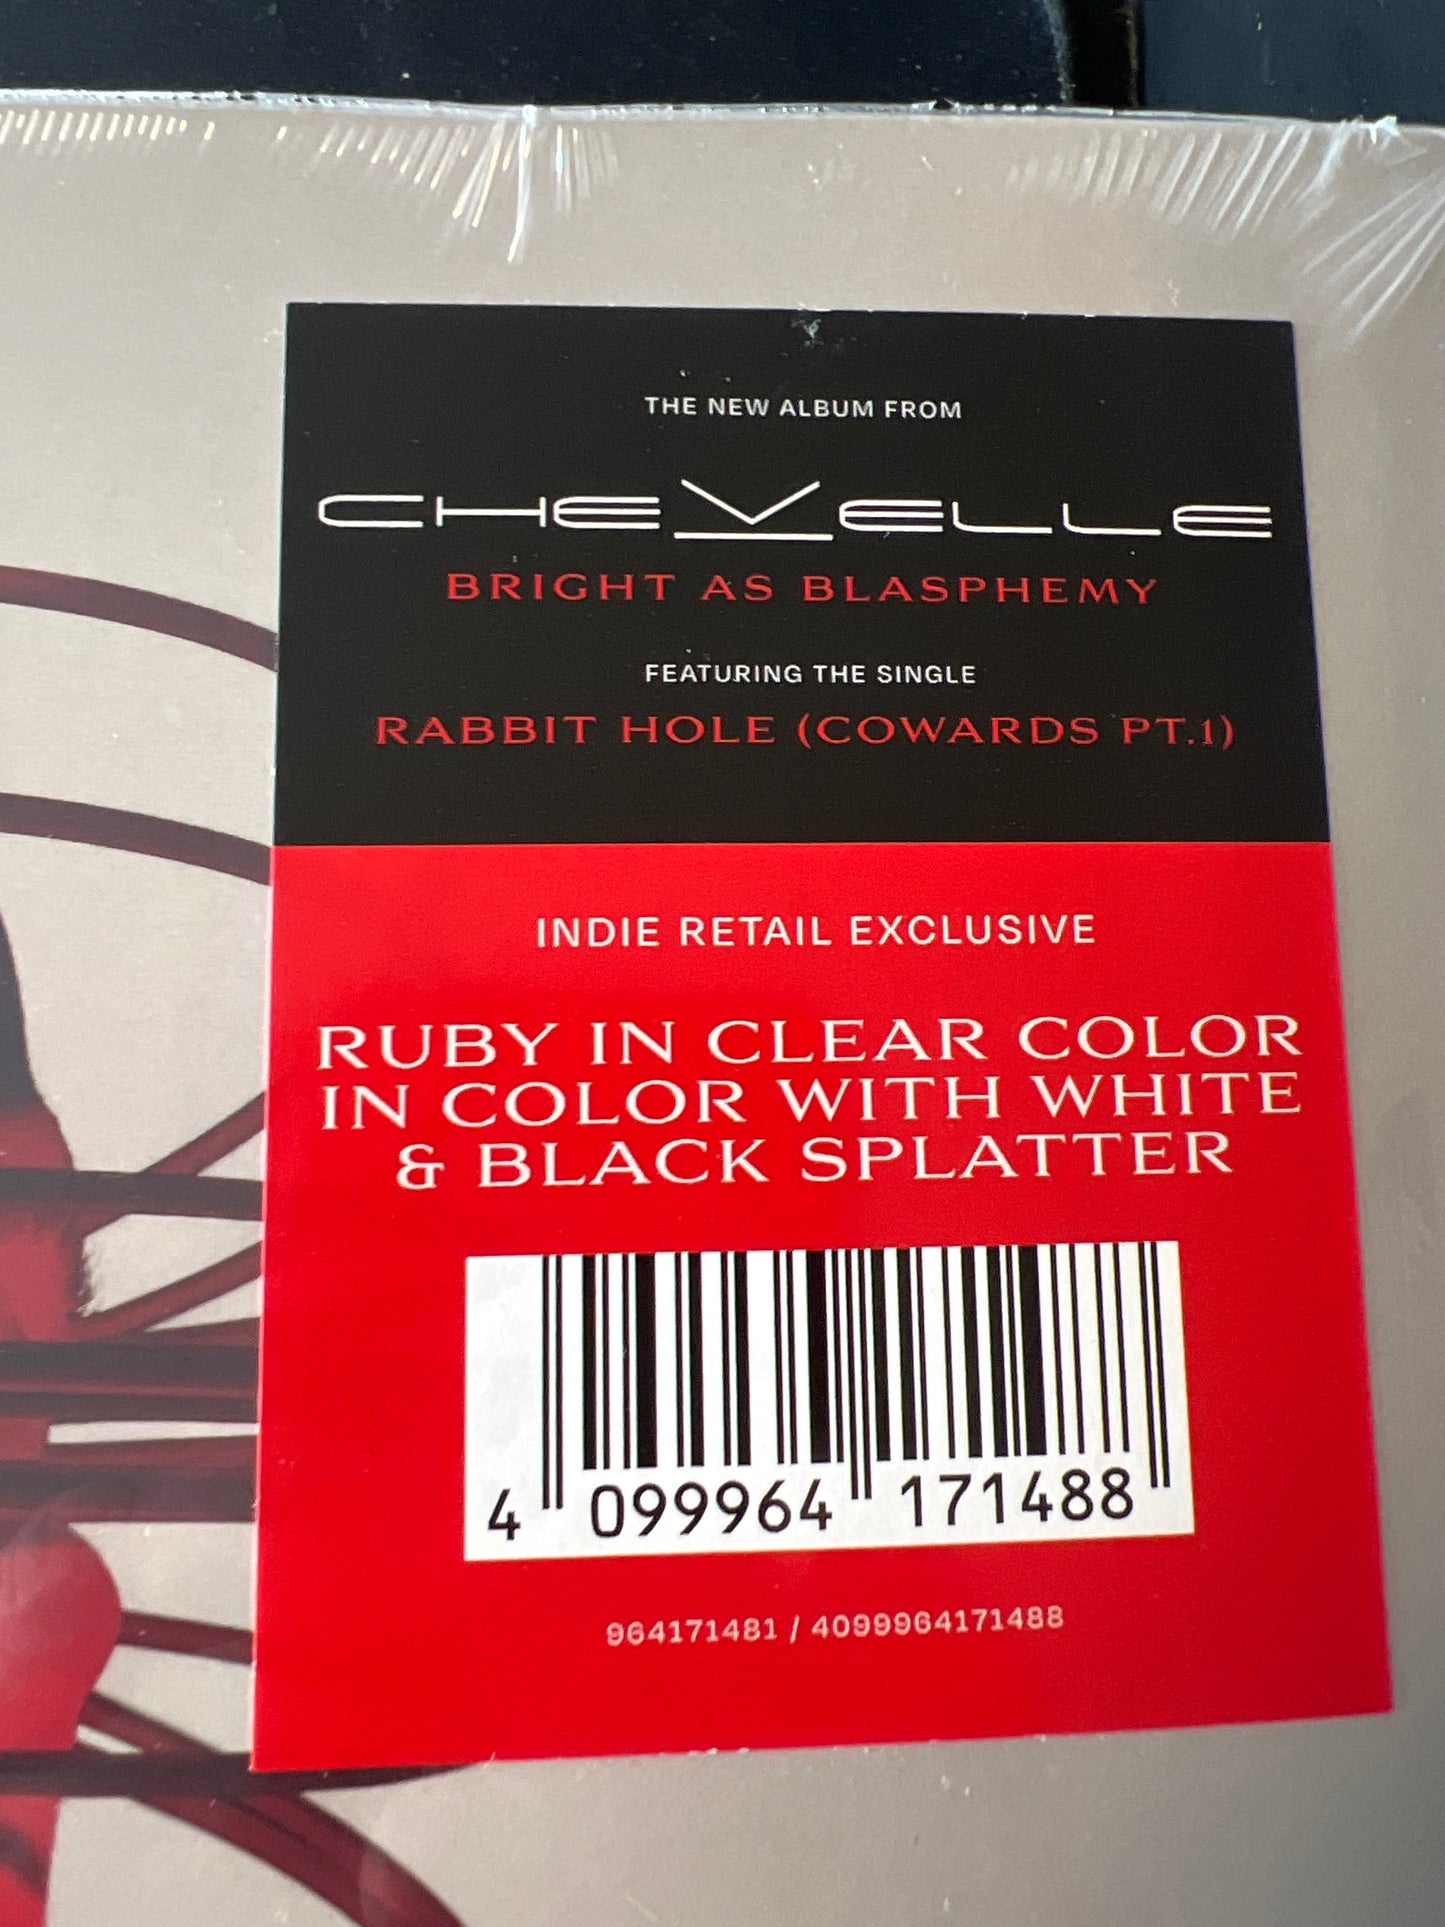 THE NEW ALBUM FROM
CHEVELLE
BRIGHT AS BLASPHEMY
FEATURING THE SINGLE
RABBIT HOLE (COWARDS PT.1)
INDIE RETAIL EXCLUSIVE
RUBY IN CLEAR COLOR
IN COLOR WITH WHITE
& BLACK SPLATTER
4 099964 171488
964171481 / 4099964171488